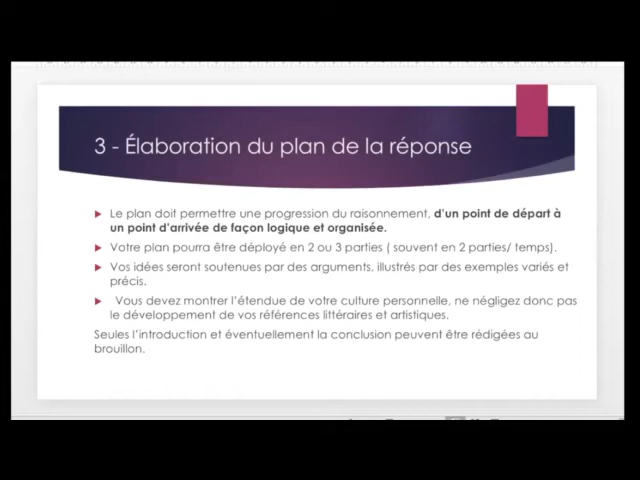 3 - Élaboration du plan de la réponse
Le plan doit permettre une progression du raisonnement, d'un point de départ à
un point d'arrivée de façon logique et organisée.
Votre plan pourra être déployé en 2 ou 3 parties ( souvent en 2 parties/ temps).
Vos idées seront soutenues par des arguments, illustrés par des exemples variés et
précis.
Vous devez montrer l'étendue de votre culture personnelle, ne négligez donc pas
le développement de vos références littéraires et artistiques.
Seules l'introduction et éventuellement la conclusion peuvent être rédigées au
brouillon.